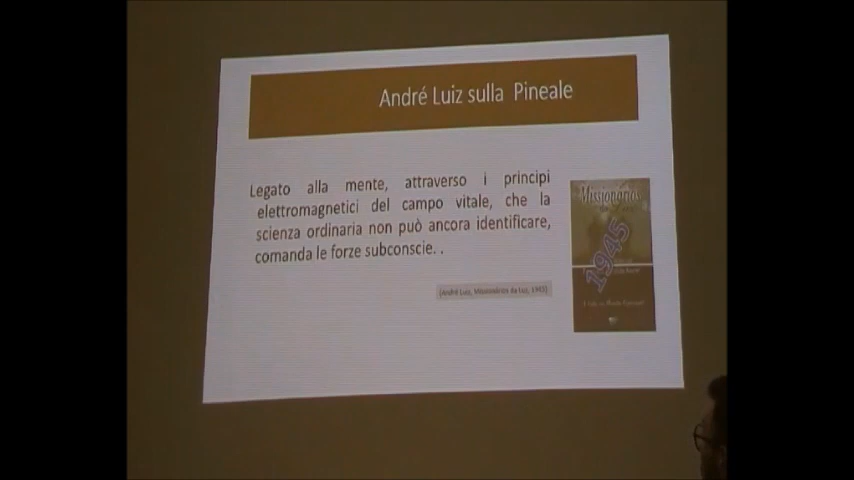 André Luiz sulla Pineale
Legato alla mente, attraverso i principi
elettromagnetici del campo vitale, che la
scienza ordinaria non può ancora identificare,
comanda le forze subconscie. .
[André Luiz, Missionários da Luz,
Missionários
1945